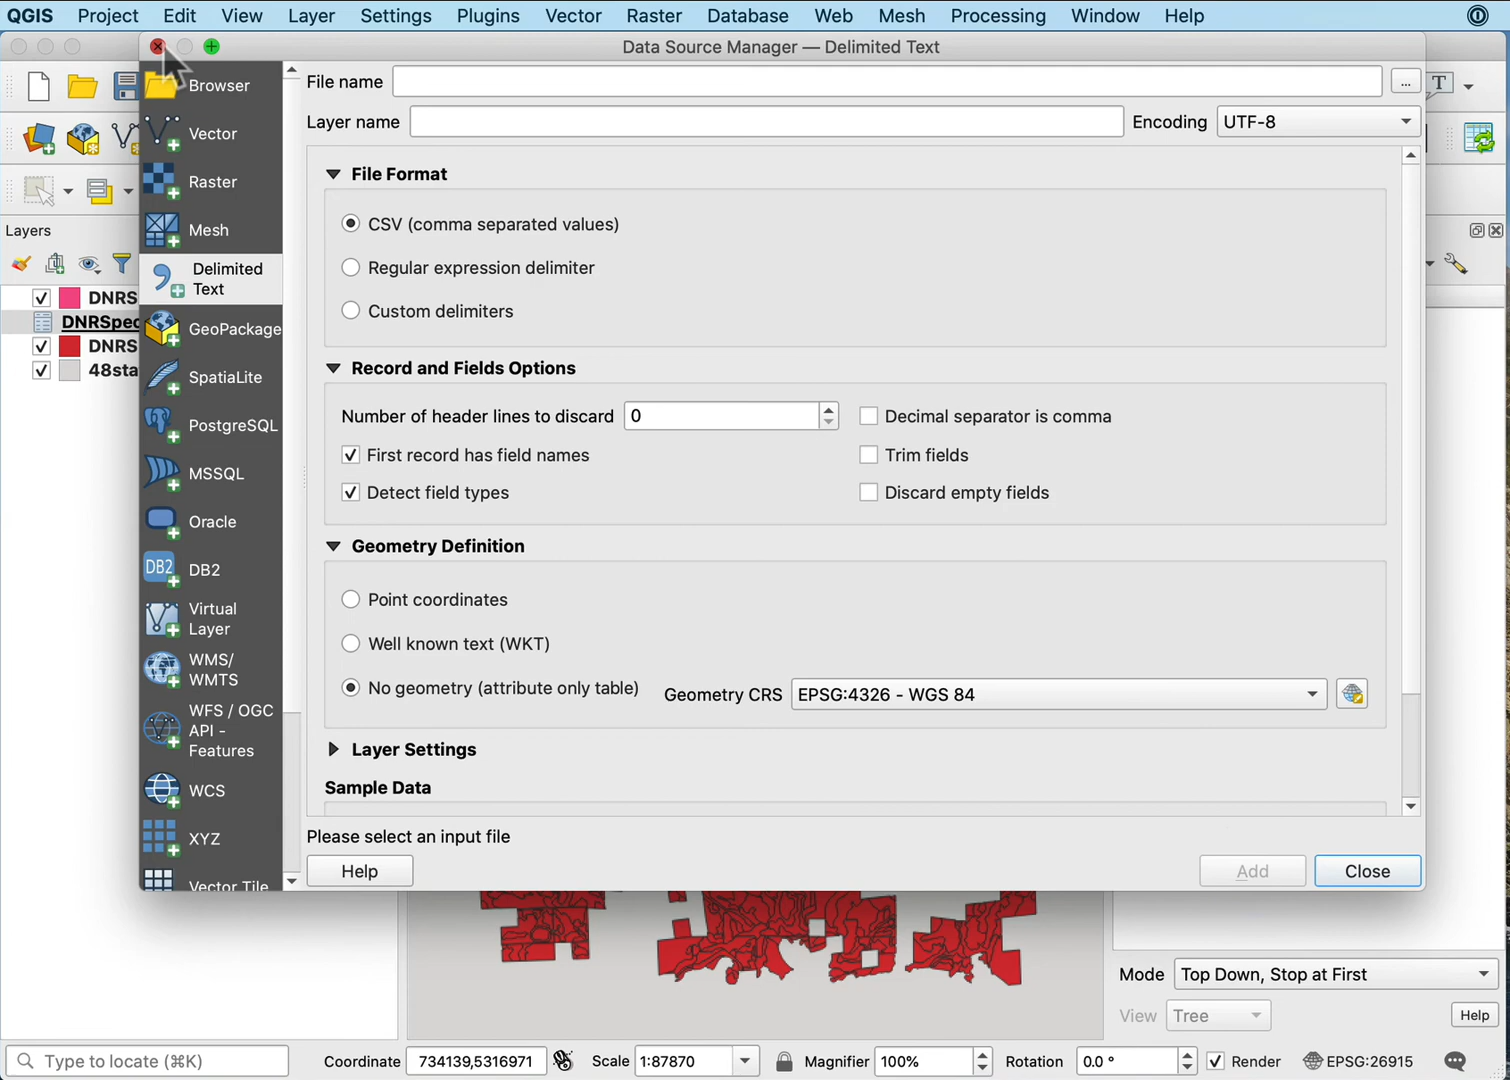 QGIS Project Edit View Layer Settings Plugins Vector Raster Database Web Mesh Processing Window Help
Data Source Manager — Delimited Text
Browser
Vector
Raster
Mesh
Delimited
Text
GeoPackage
SpatiaLite
PostgreSQL
MSSQL
Oracle
DB2 DB2
Virtual
Layer
WMS/
WMTS
WFS / OGC
API -
Features
WCS
XYZ
Vector Tile
Layers
DNRS
DNRSpec
DNRS
48sta
File name ...
Layer name Encoding UTF-8
File Format
CSV (comma separated values)
Regular expression delimiter
Custom delimiters
Record and Fields Options
Number of header lines to discard 0 Decimal separator is comma
First record has field names Trim fields
Detect field types Discard empty fields
Geometry Definition
Point coordinates
Well known text (WKT)
No geometry (attribute only table) Geometry CRS EPSG:4326 - WGS 84
Layer Settings
Sample Data
Please select an input file
Help Add Close
T
Mode Top Down, Stop at First
View Tree Help
Type to locate (⌘K) Coordinate 734139,5316971 Scale 1:87870 Magnifier 100% Rotation 0.0 ° Render EPSG:26915